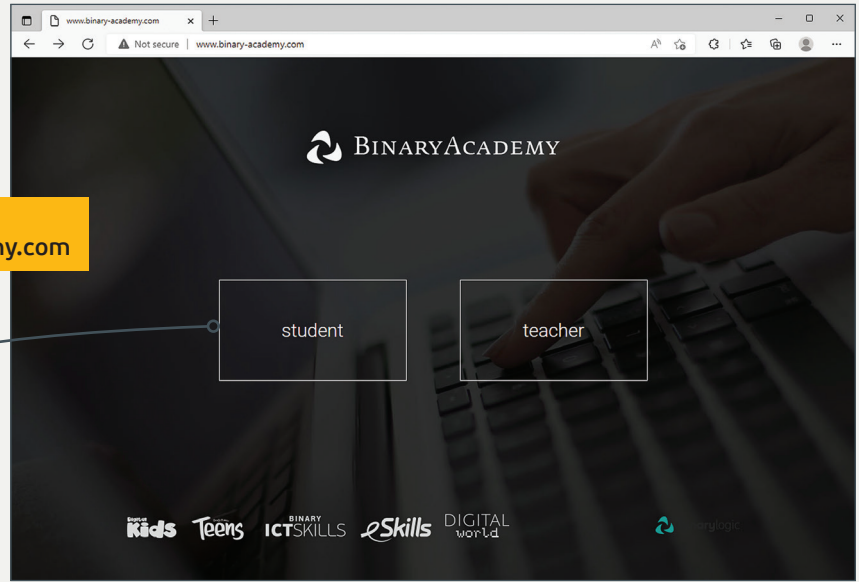 www.binary-academy.com
Not secure
www.binary-academy.com
BINARYACADEMY
my.com
student
teacher
Kids
Teens
BINARY
ICTSKILLS
eSkills
DIGITAL
world